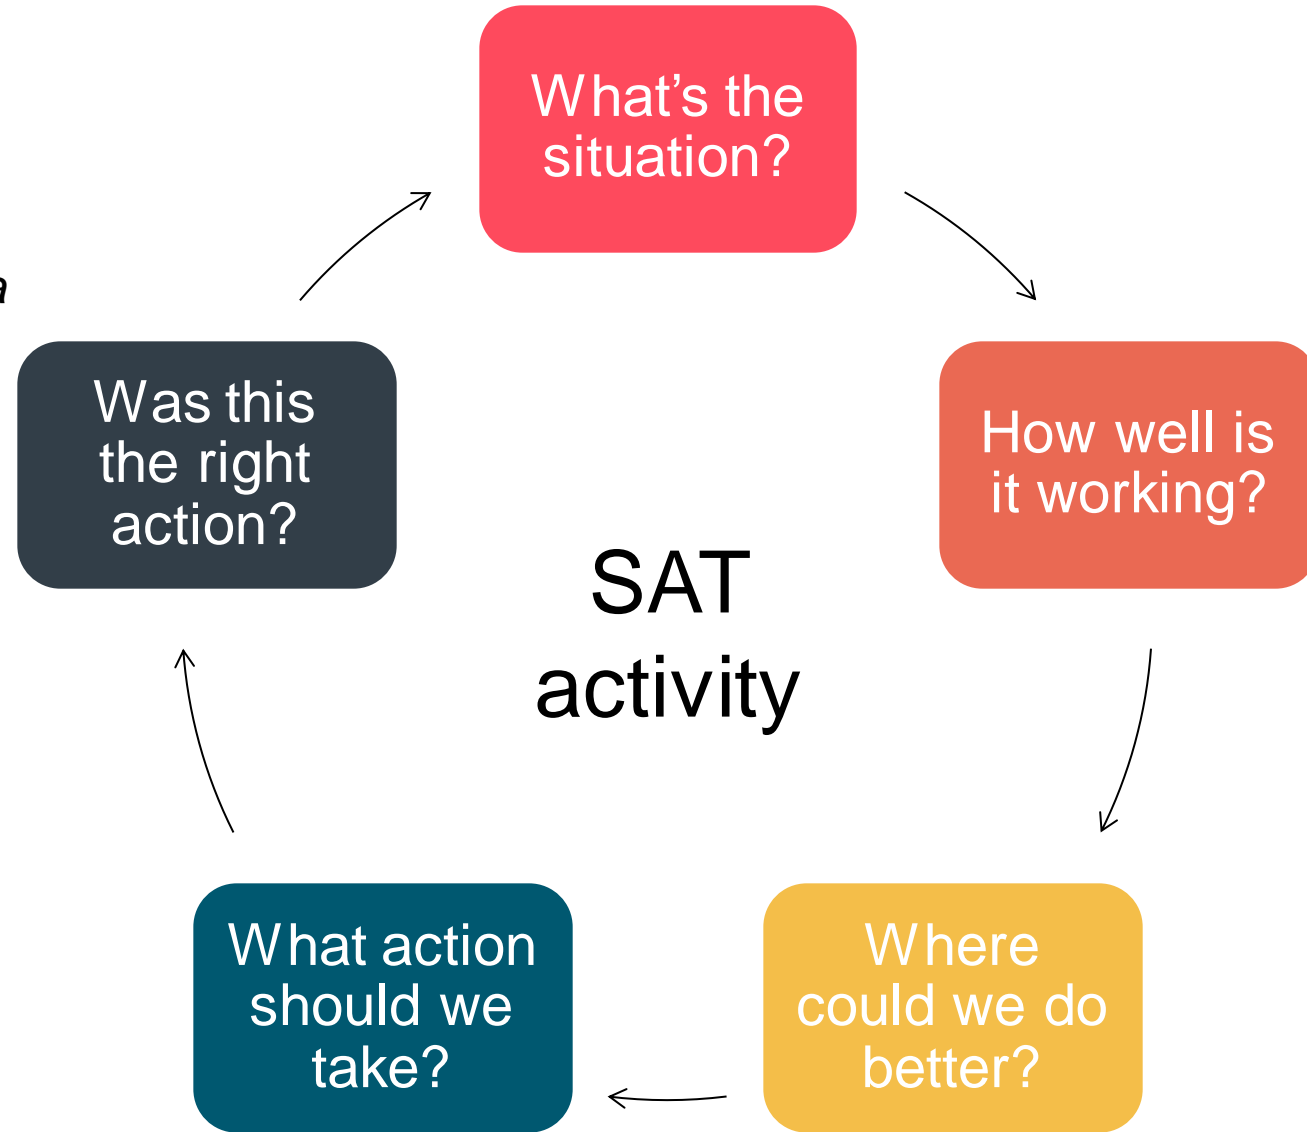 What's the
situation?
a
Was this
the right
action?
How well is
it working?
SAT
activity
What action
should we
take?
Where
could we do
better?